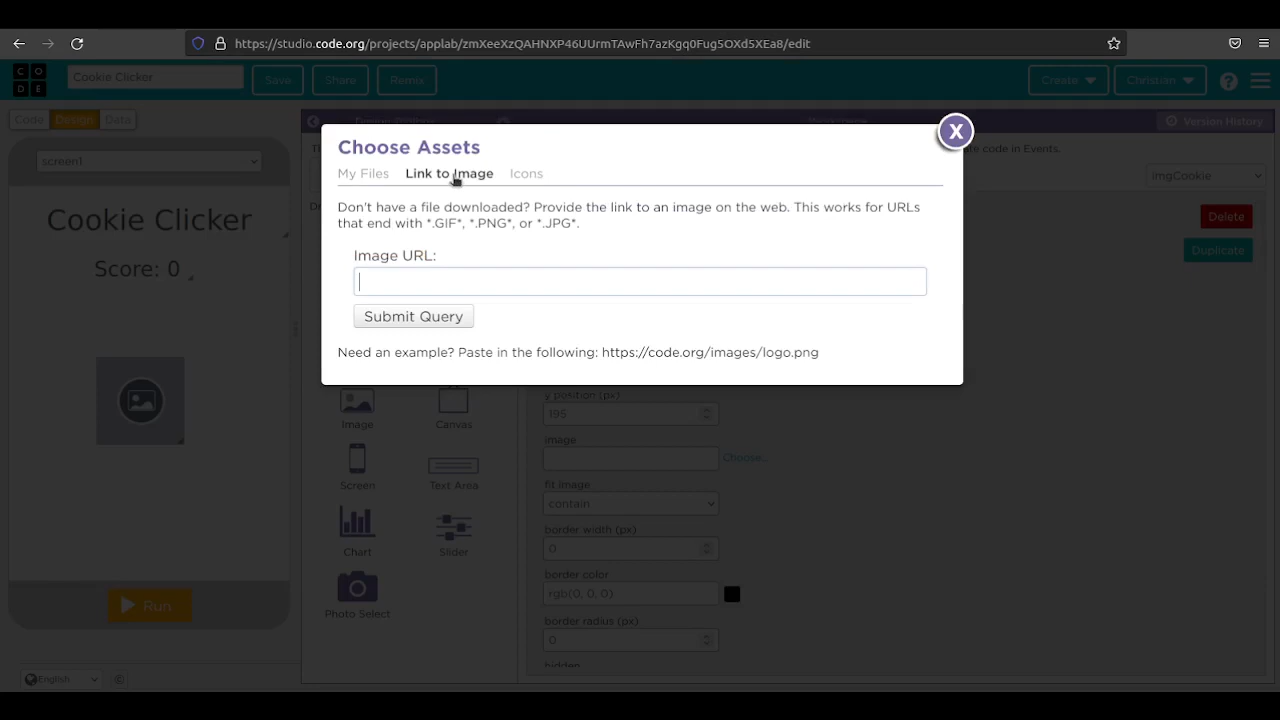 https://studio.code.org/projects/applab/zmXeeXzQAHNXP46UUrmTAwFh7azKgq0Fug5OXd5XEa8/edit
C O
D E
Cookie Clicker
Save
Share
Remix
Create
Christian
?
Code
Design
Data
Version History
X
Choose Assets
ate code in Events.
screen1
My Files
Link to Image
Icons
imgCookie
Don't have a file downloaded? Provide the link to an image on the web. This works for URLs
that end with *.GIF*, *.PNG*, or *.JPG*.
Delete
Cookie Clicker
Duplicate
Image URL:
Score: 0
Submit Query
Need an example? Paste in the following: https://code.org/images/logo.png
y position (px)
195
Image
Canvas
image
Choose...
Screen
Text Area
fit image
contain
Chart
Slider
border width (px)
0
border color
rgb(0, 0, 0)
Photo Select
Run
border radius (px)
0
hidden
English